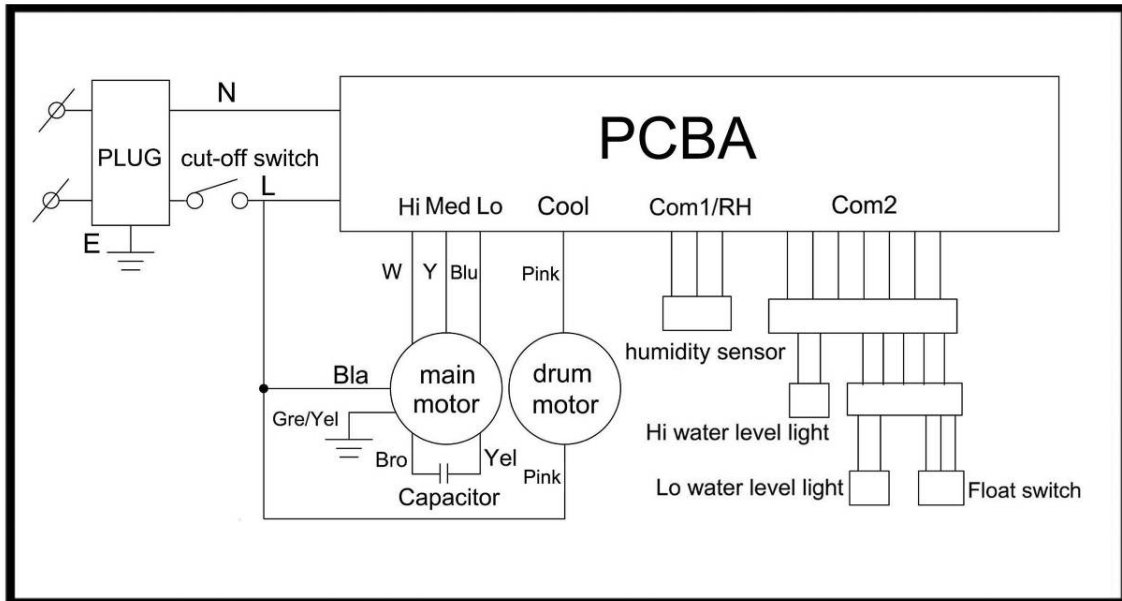 N
PLUG
cut-off switch
L
E
PCBA
Hi Med Lo
Cool
Com1/RH
Com2
W
Y
Blu
Pink
humidity sensor
Bla
main
motor
drum
motor
Gre/Yel
Bro
Yel
Pink
Capacitor
Hi water level light
Lo water level light
Float switch